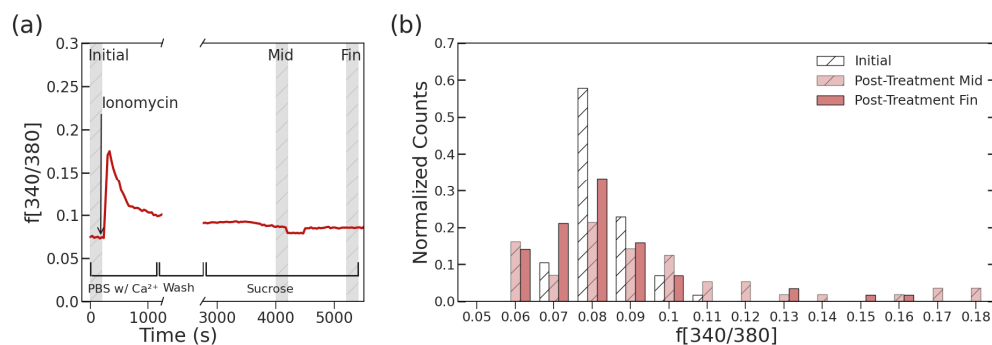 (a)
0.3
0.25
0.2
0.15
0.1
0.05
0.0
f[340/380]
Initial
Mid
Fin
Ionomycin
PBS w/ Ca²⁺
Wash
Sucrose
0
1000
3000
4000
5000
Time (s)
(b)
0.7
0.6
0.5
0.4
0.3
0.2
0.1
0.0
Normalized Counts
Initial
Post-Treatment Mid
Post-Treatment Fin
0.05 0.06 0.07 0.08 0.09 0.1 0.11 0.12 0.13 0.14 0.15 0.16 0.17 0.18
f[340/380]